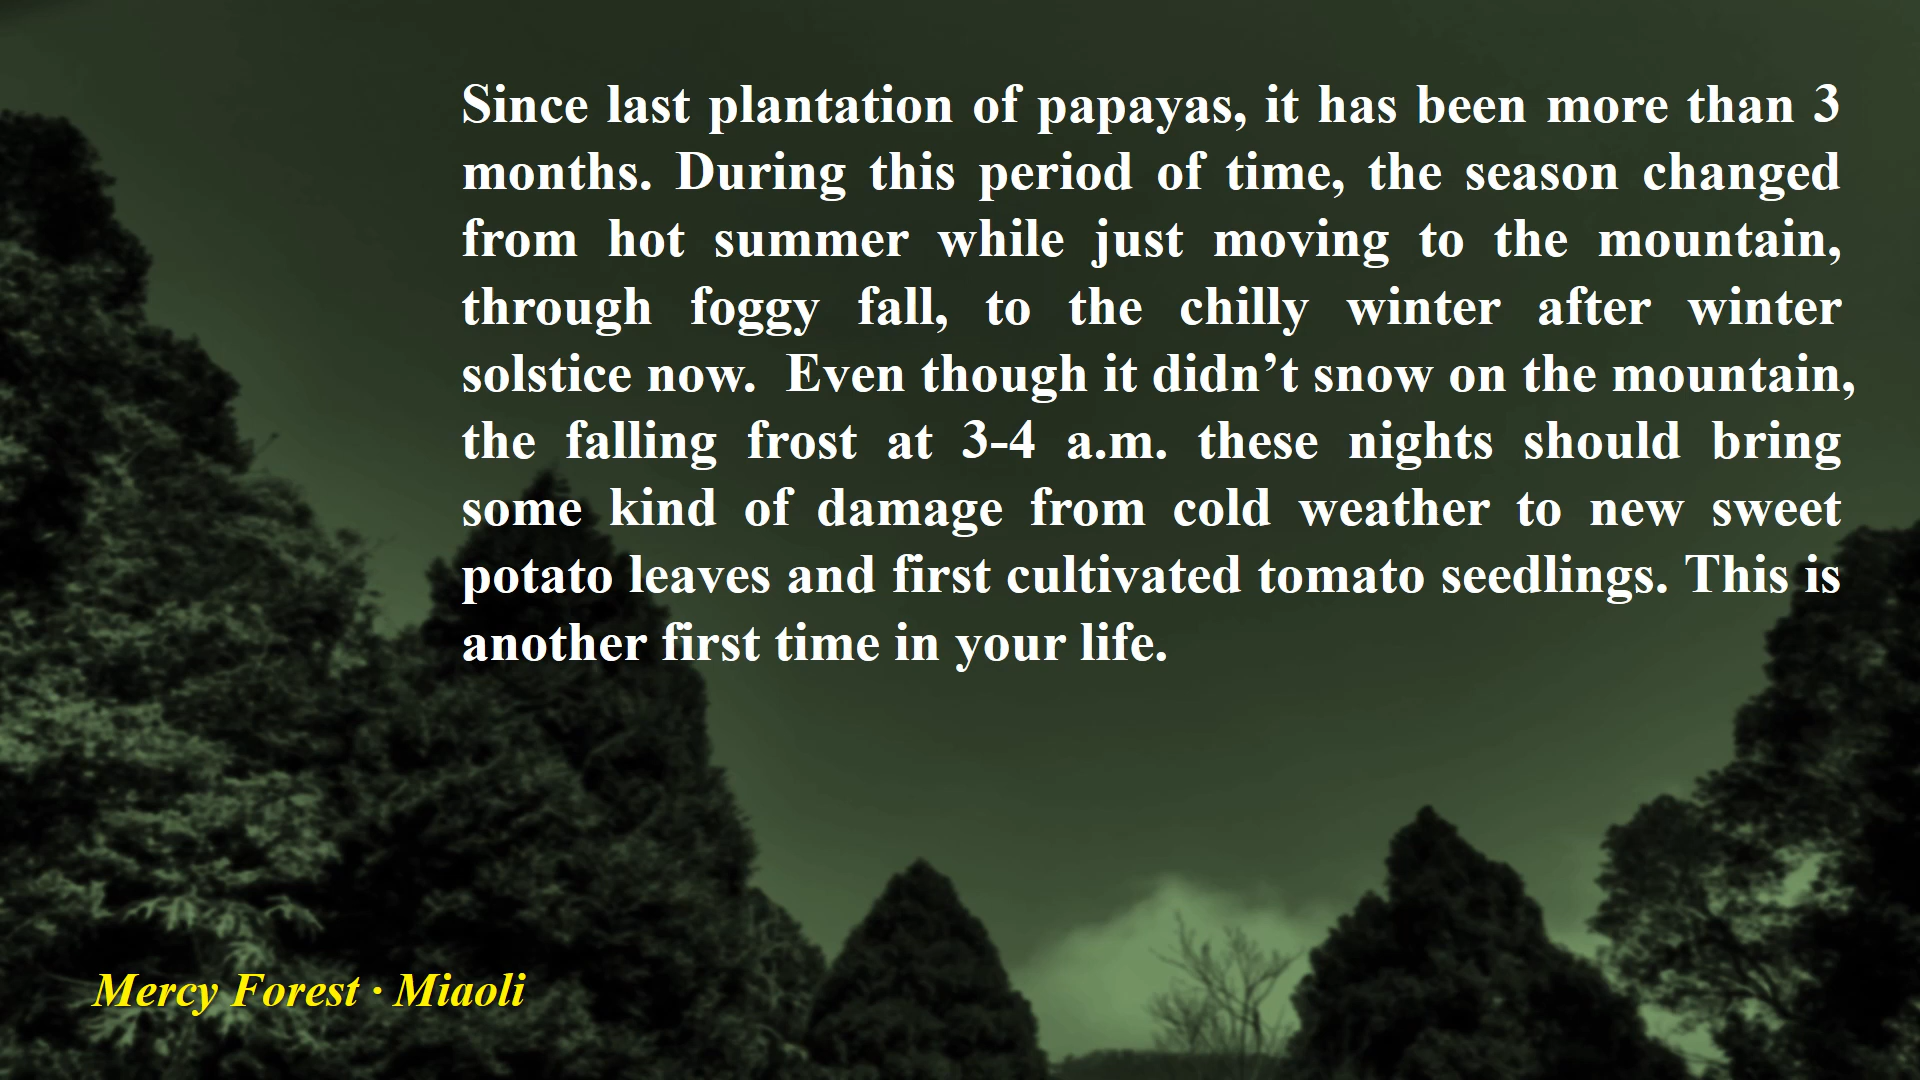 Since last plantation of papayas, it has been more than 3
months. During this period of time, the season changed
from hot summer while just moving to the mountain,
through foggy fall, to the chilly winter after winter
solstice now.  Even though it didn’t snow on the mountain,
the falling frost at 3-4 a.m. these nights should bring
some kind of damage from cold weather to new sweet
potato leaves and first cultivated tomato seedlings. This is
another first time in your life.
Mercy Forest · Miaoli